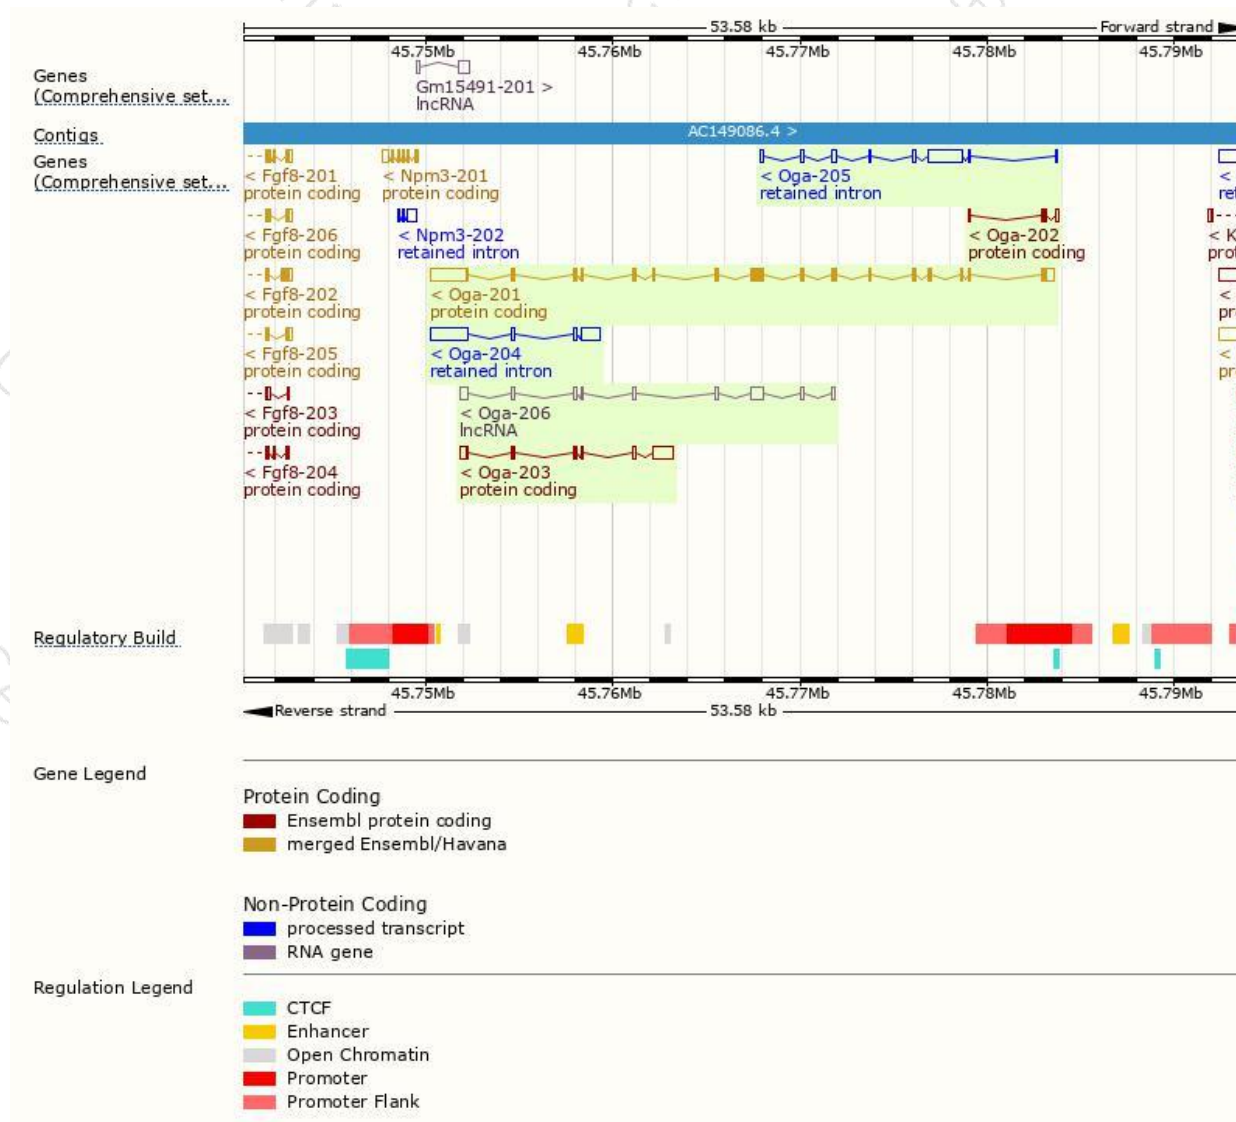 53.58 kb Forward strand
45.75Mb 45.76Mb 45.77Mb 45.78Mb 45.79Mb
Genes
(Comprehensive set...
Gm15491-201 >
lncRNA
Contigs AC149086.4 >
Genes
(Comprehensive set...
< Fgf8-201 < Npm3-201 < Oga-205 <
protein coding protein coding retained intron ret
< Fgf8-206 < Npm3-202 < Oga-202 < K
protein coding retained intron protein coding prot
< Fgf8-202 < Oga-201 <
protein coding protein coding pr
< Fgf8-205 < Oga-204 <
protein coding retained intron pr
< Fgf8-203 < Oga-206
protein coding lncRNA
< Fgf8-204 < Oga-203
protein coding protein coding
Regulatory Build
45.75Mb 45.76Mb 45.77Mb 45.78Mb 45.79Mb
Reverse strand 53.58 kb
Gene Legend
Protein Coding
Ensembl protein coding
merged Ensembl/Havana
Non-Protein Coding
processed transcript
RNA gene
Regulation Legend
CTCF
Enhancer
Open Chromatin
Promoter
Promoter Flank